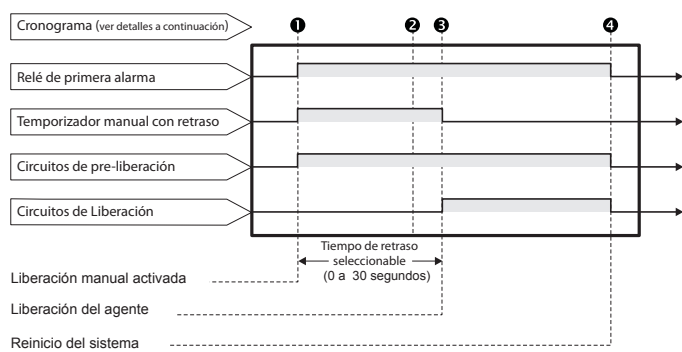 Cronograma (ver detalles a continuación)
❶ ❷ ❸ ❹
Relé de primera alarma
Temporizador manual con retraso
Circuitos de pre-liberación
Circuitos de Liberación
Tiempo de retraso
seleccionable
(0 a 30 segundos)
Liberación manual activada
Liberación del agente
Reinicio del sistema